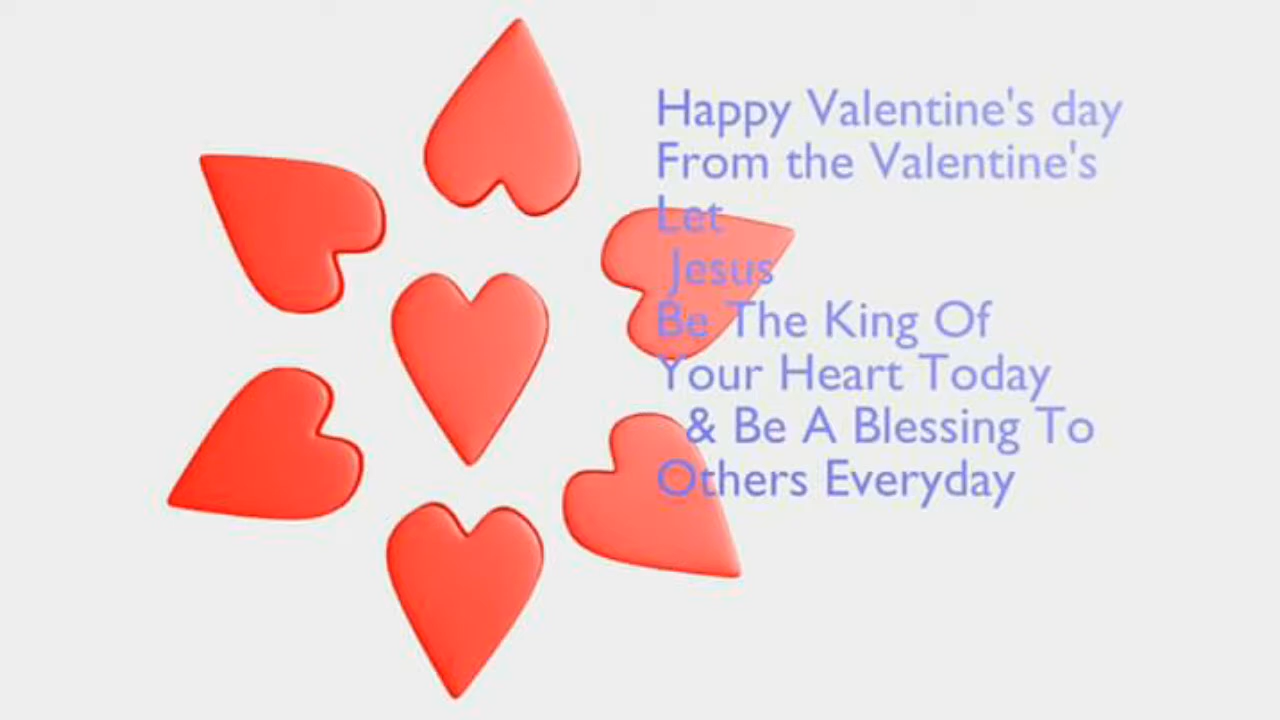 Happy Valentine's day
From the Valentine's
Let
Jesus
Be The King Of
Your Heart Today
& Be A Blessing To
Others Everyday